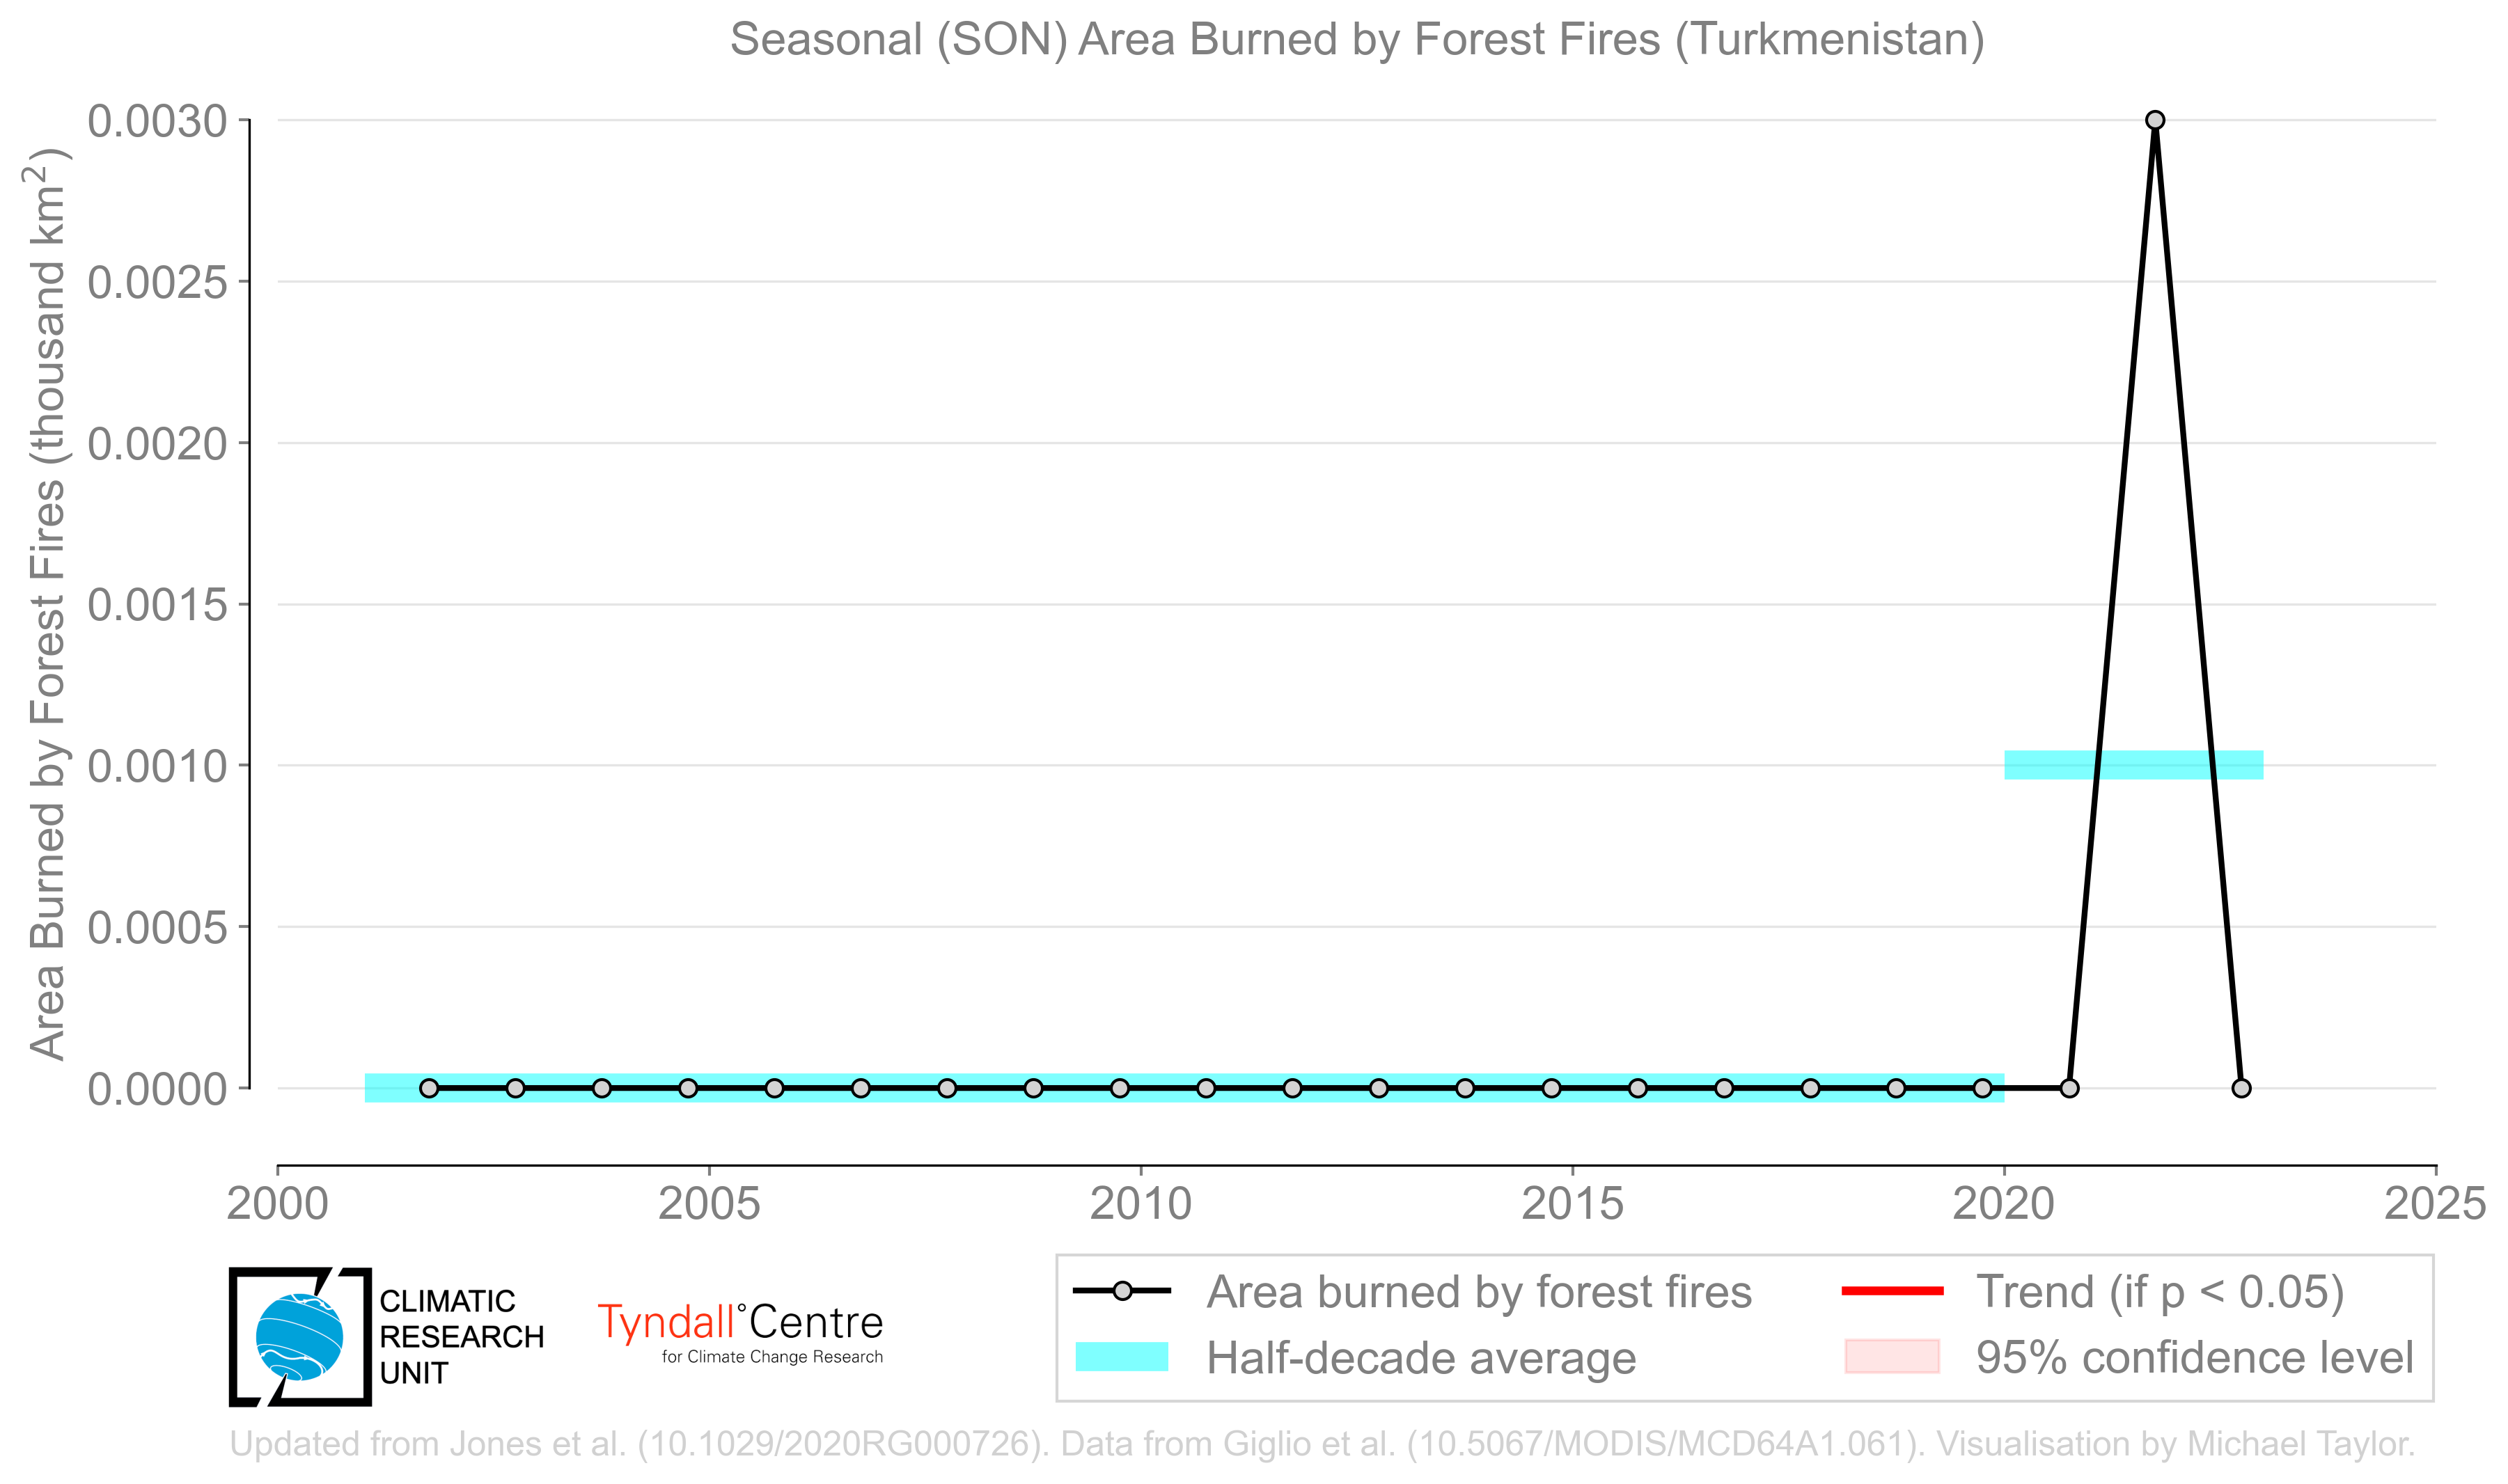 Seasonal (SON) Area Burned by Forest Fires (Turkmenistan)
Area Burned by Forest Fires (thousand km²)
0.0030
0.0025
0.0020
0.0015
0.0010
0.0005
0.0000
2000 2005 2010 2015 2020 2025
CLIMATIC
RESEARCH
UNIT
Tyndall°Centre
for Climate Change Research
Area burned by forest fires
Half-decade average
Trend (if p < 0.05)
95% confidence level
Updated from Jones et al. (10.1029/2020RG000726). Data from Giglio et al. (10.5067/MODIS/MCD64A1.061). Visualisation by Michael Taylor.